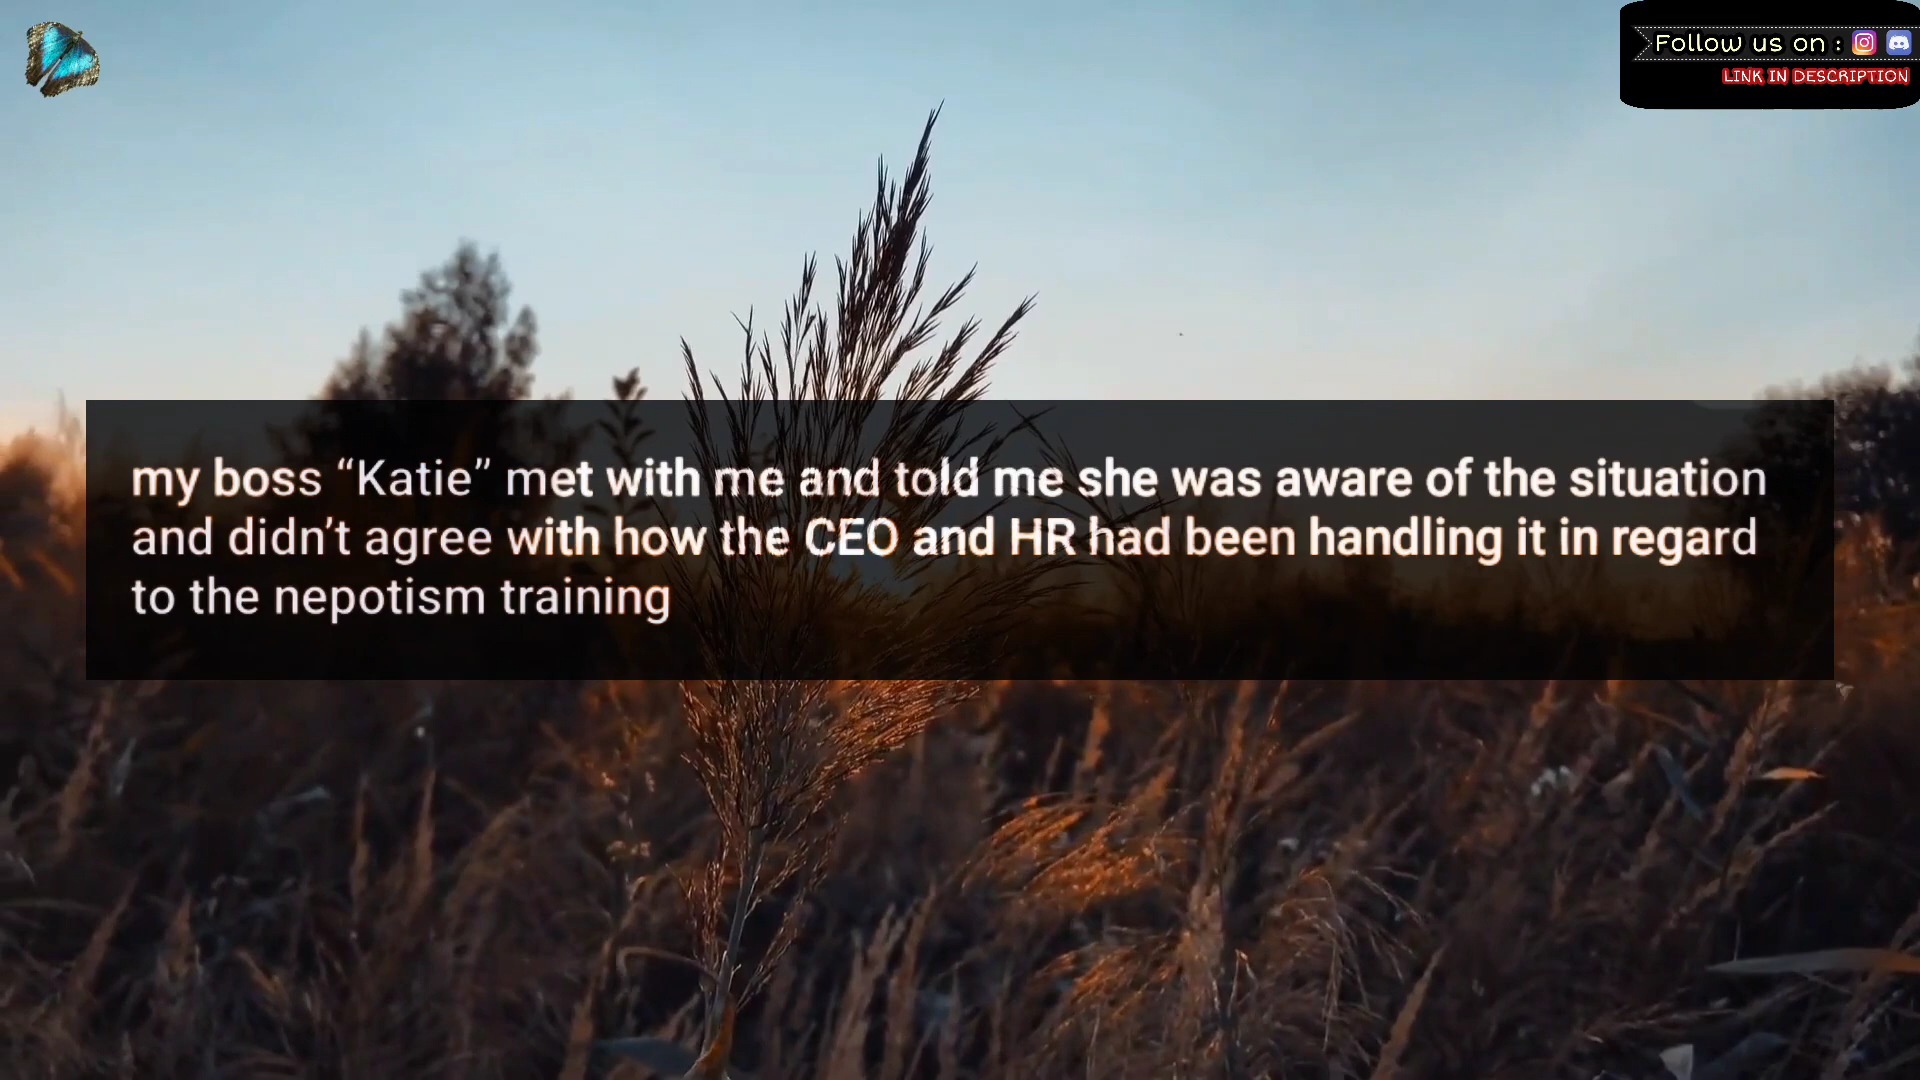 Follow us on :
LINK IN DESCRIPTION
my boss “Katie” met with me and told me she was aware of the situation
and didn’t agree with how the CEO and HR had been handling it in regard
to the nepotism training